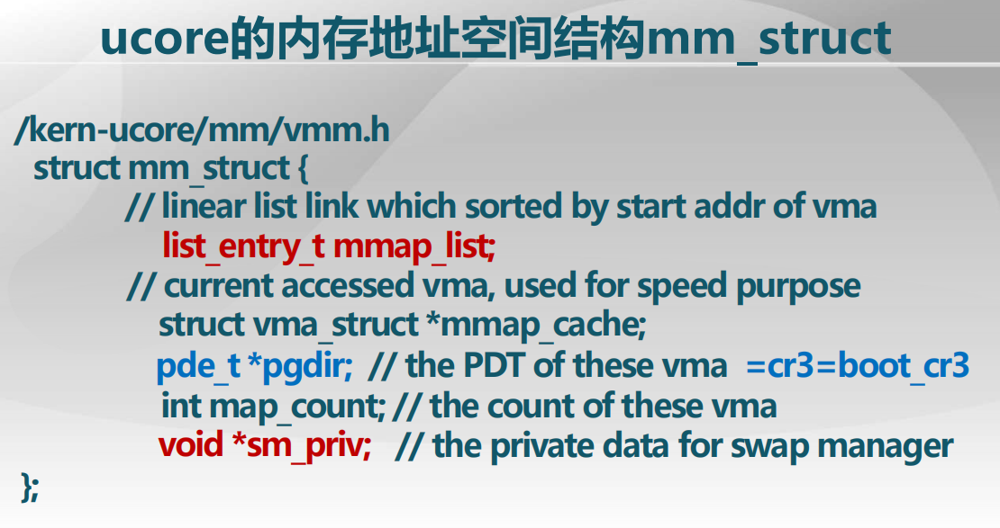 ucore的内存地址空间结构mm_struct
/kern-ucore/mm/vmm.h
struct mm_struct {
// linear list link which sorted by start addr of vma
list_entry_t mmap_list;
// current accessed vma, used for speed purpose
struct vma_struct *mmap_cache;
pde_t *pgdir; // the PDT of these vma =cr3=boot_cr3
int map_count; // the count of these vma
void *sm_priv; // the private data for swap manager
};